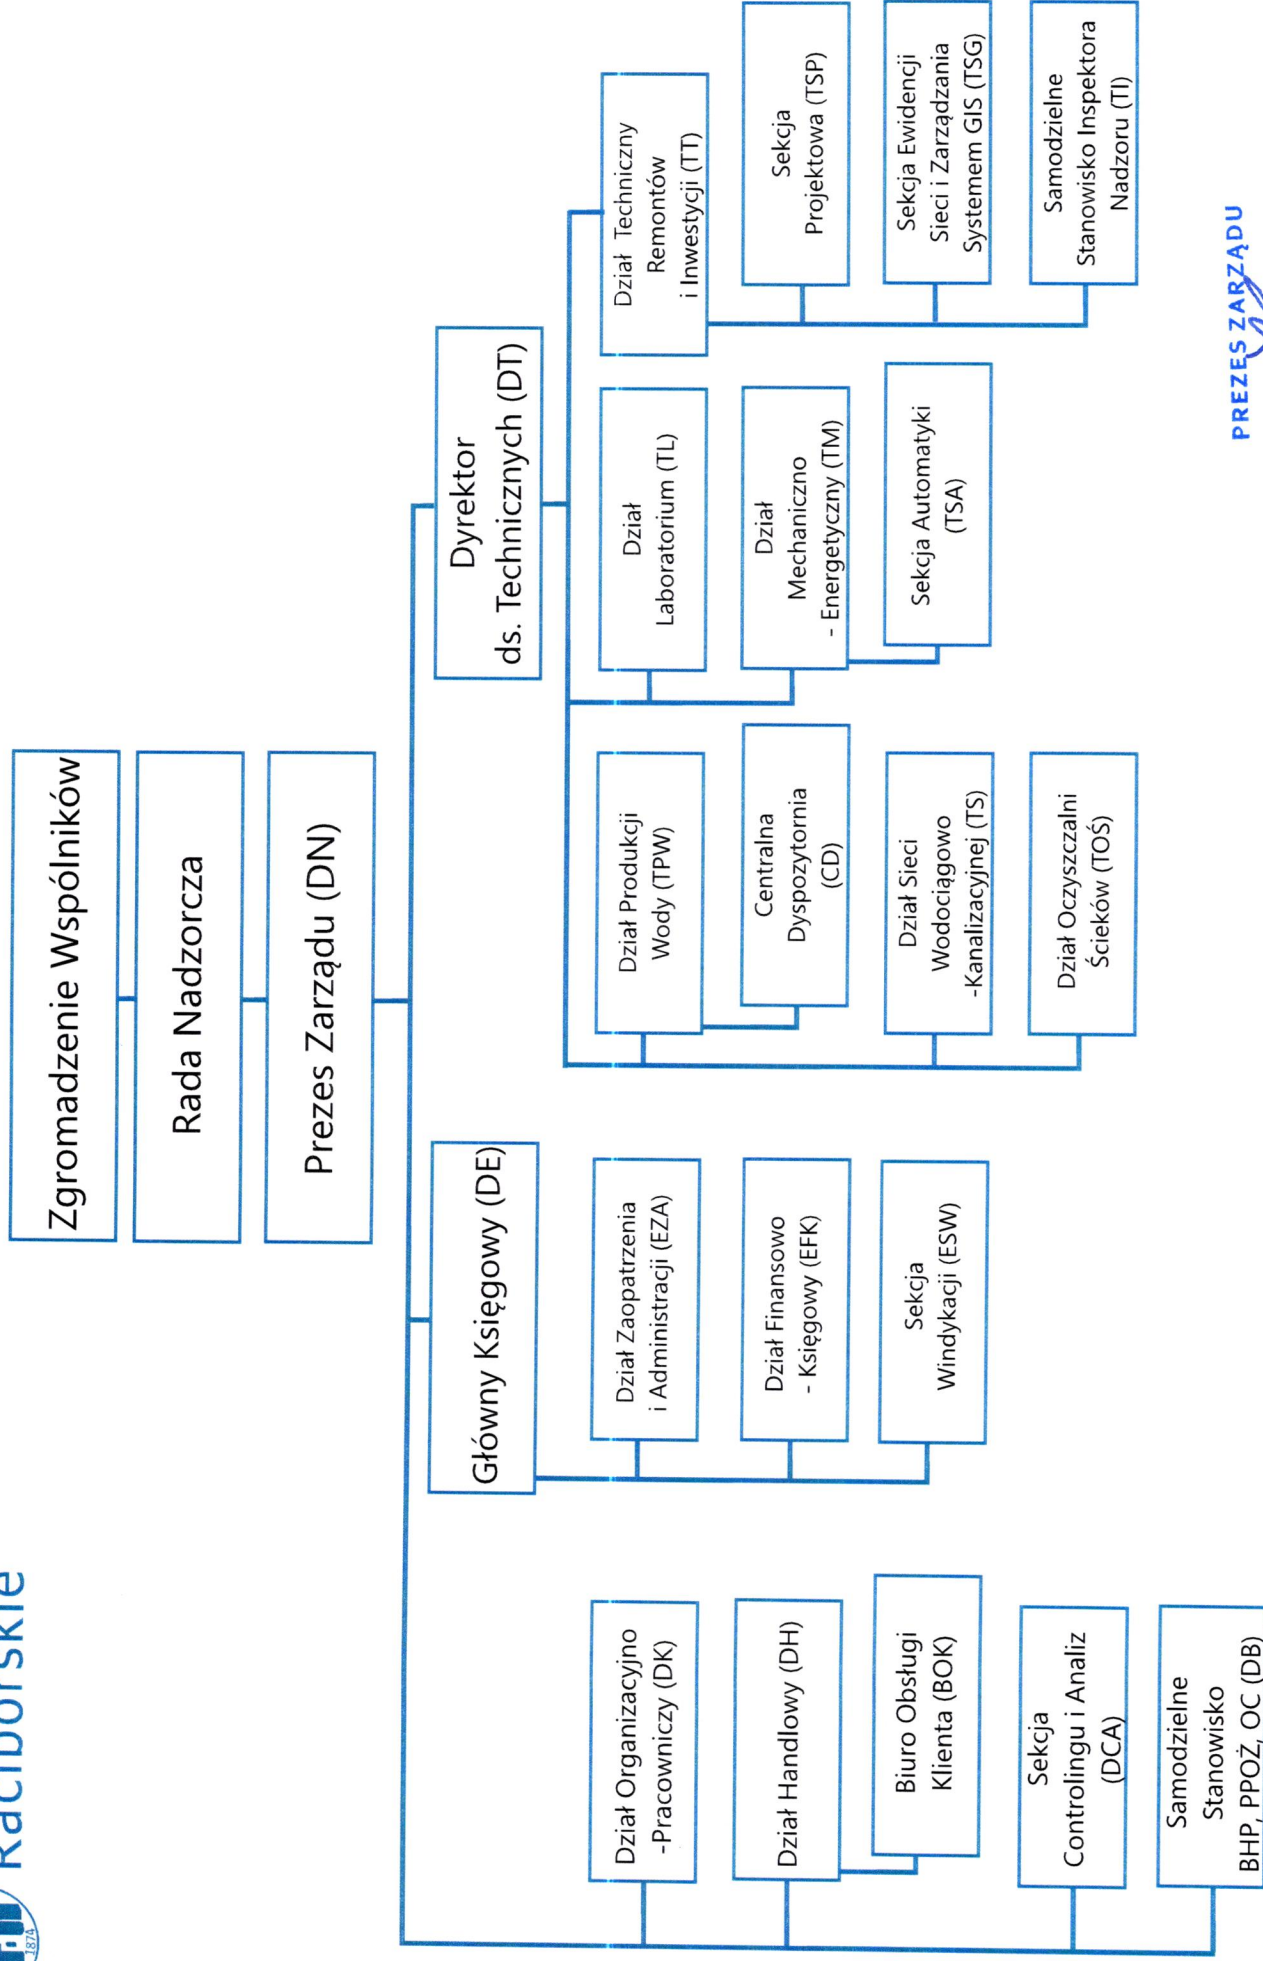 Raciborskie
1874
Zgromadzenie Wspólników
Rada Nadzorcza
Prezes Zarządu (DN)
Główny Księgowy (DE)
Dyrektor
ds. Technicznych (DT)
Dział Organizacyjno
-Pracowniczy (DK)
Dział Handlowy (DH)
Biuro Obsługi
Klienta (BOK)
Sekcja
Controlingu i Analiz
(DCA)
Samodzielne
Stanowisko
BHP, PPOŻ, OC (DB)
Dział Zaopatrzenia
i Administracji (EZA)
Dział Finansowo
- Księgowy (EFK)
Sekcja
Windykacji (ESW)
Dział Produkcji
Wody (TPW)
Centralna
Dyspozytornia
(CD)
Dział Sieci
Wodociągowo
-Kanalizacyjnej (TS)
Dział Oczyszczalni
Ścieków (TOŚ)
Dział
Laboratorium (TL)
Dział
Mechaniczno
- Energetyczny (TM)
Sekcja Automatyki
(TSA)
Dział Techniczny
Remontów
i Inwestycji (TT)
Sekcja
Projektowa (TSP)
Sekcja Ewidencji
Sieci i Zarządzania
Systemem GIS (TSG)
Samodzielne
Stanowisko Inspektora
Nadzoru (TI)
PREZES ZARZĄDU